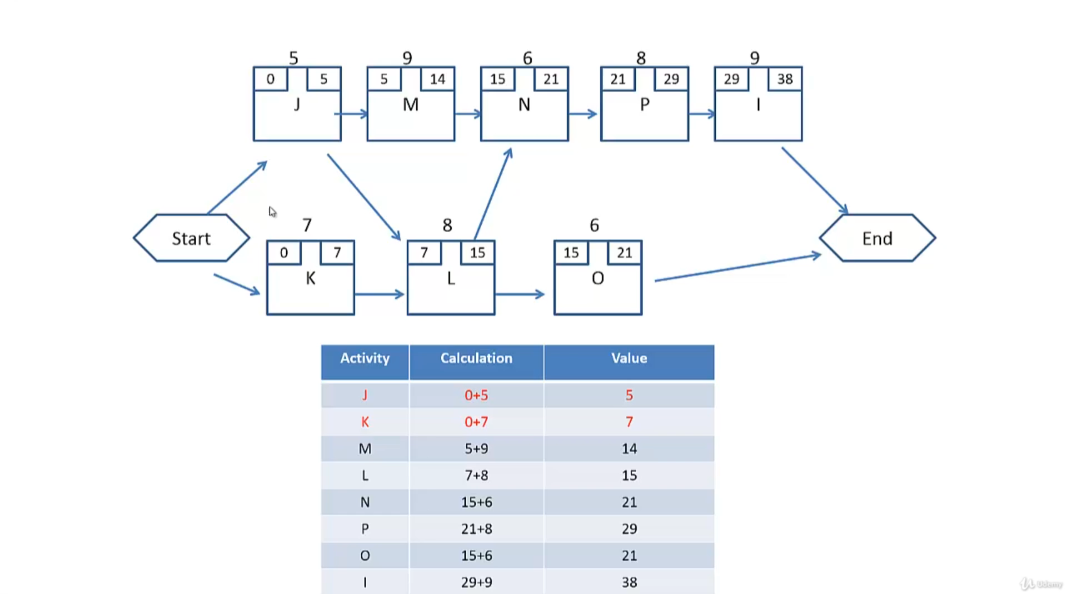 5 9 6 8 9
0 5 5 14 15 21 21 29 29 38
J M N P I
Start End
7 8 6
0 7 7 15 15 21
K L O
Activity Calculation Value
J 0+5 5
K 0+7 7
M 5+9 14
L 7+8 15
N 15+6 21
P 21+8 29
O 15+6 21
I 29+9 38
Udemy